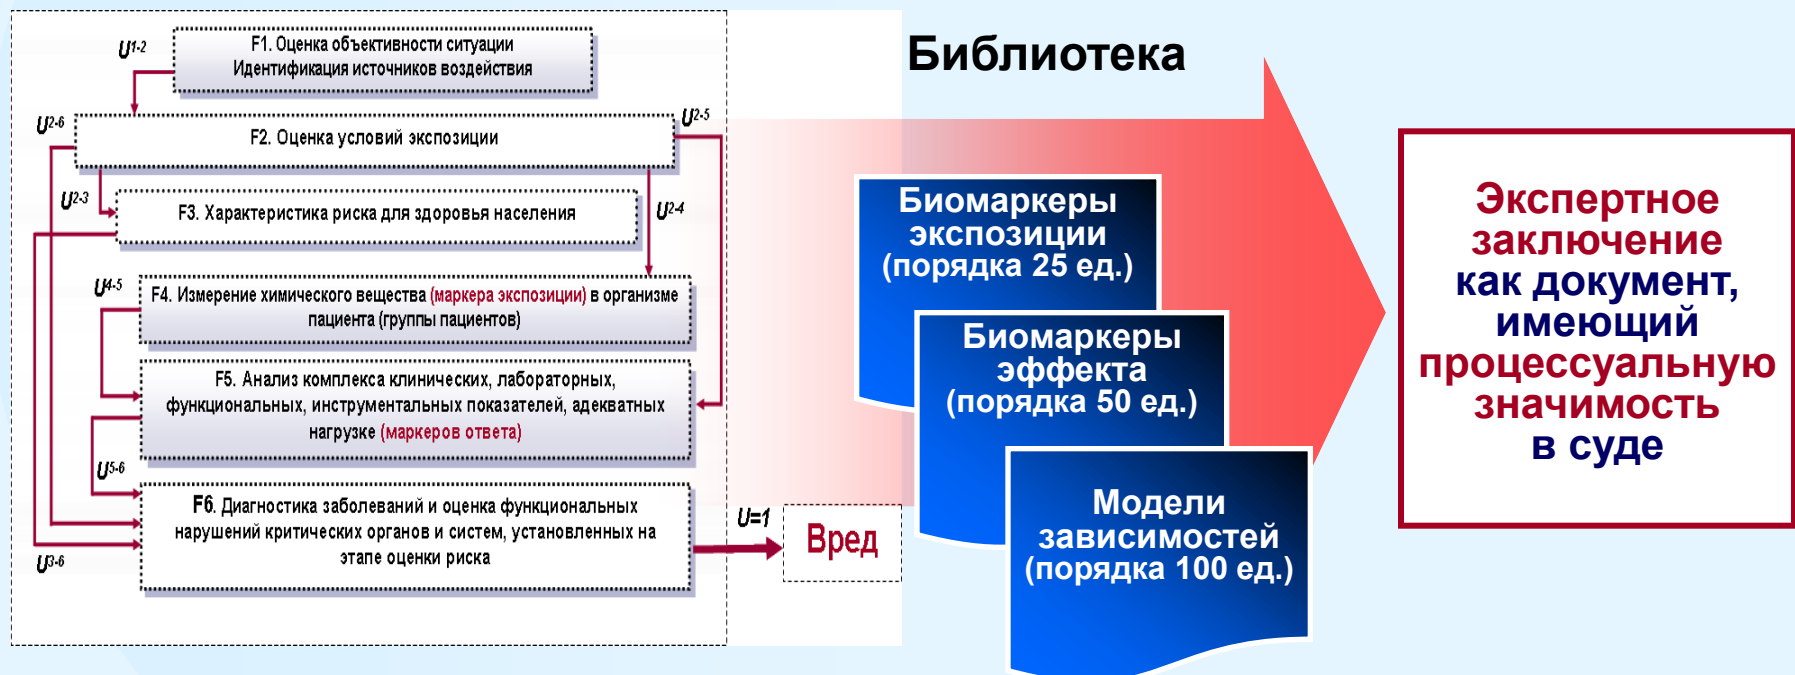 U1-2
F1. Оценка объективности ситуации
Идентификация источников воздействия
U2-6
U2-5
F2. Оценка условий экспозиции
U2-3
U2-4
F3. Характеристика риска для здоровья населения
U4-5
F4. Измерение химического вещества (маркера экспозиции) в организме
пациента (группы пациентов)
F5. Анализ комплекса клинических, лабораторных,
функциональных, инструментальных показателей, адекватных
нагрузке (маркеров ответа)
U5-6
F6. Диагностика заболеваний и оценка функциональных
нарушений критических органов и систем, установленных на
этапе оценки риска
U3-6
U=1
Вред
Библиотека
Биомаркеры
экспозиции
(порядка 25 ед.)
Биомаркеры
эффекта
(порядка 50 ед.)
Модели
зависимостей
(порядка 100 ед.)
Экспертное
заключение
как документ,
имеющий
процессуальную
значимость
в суде